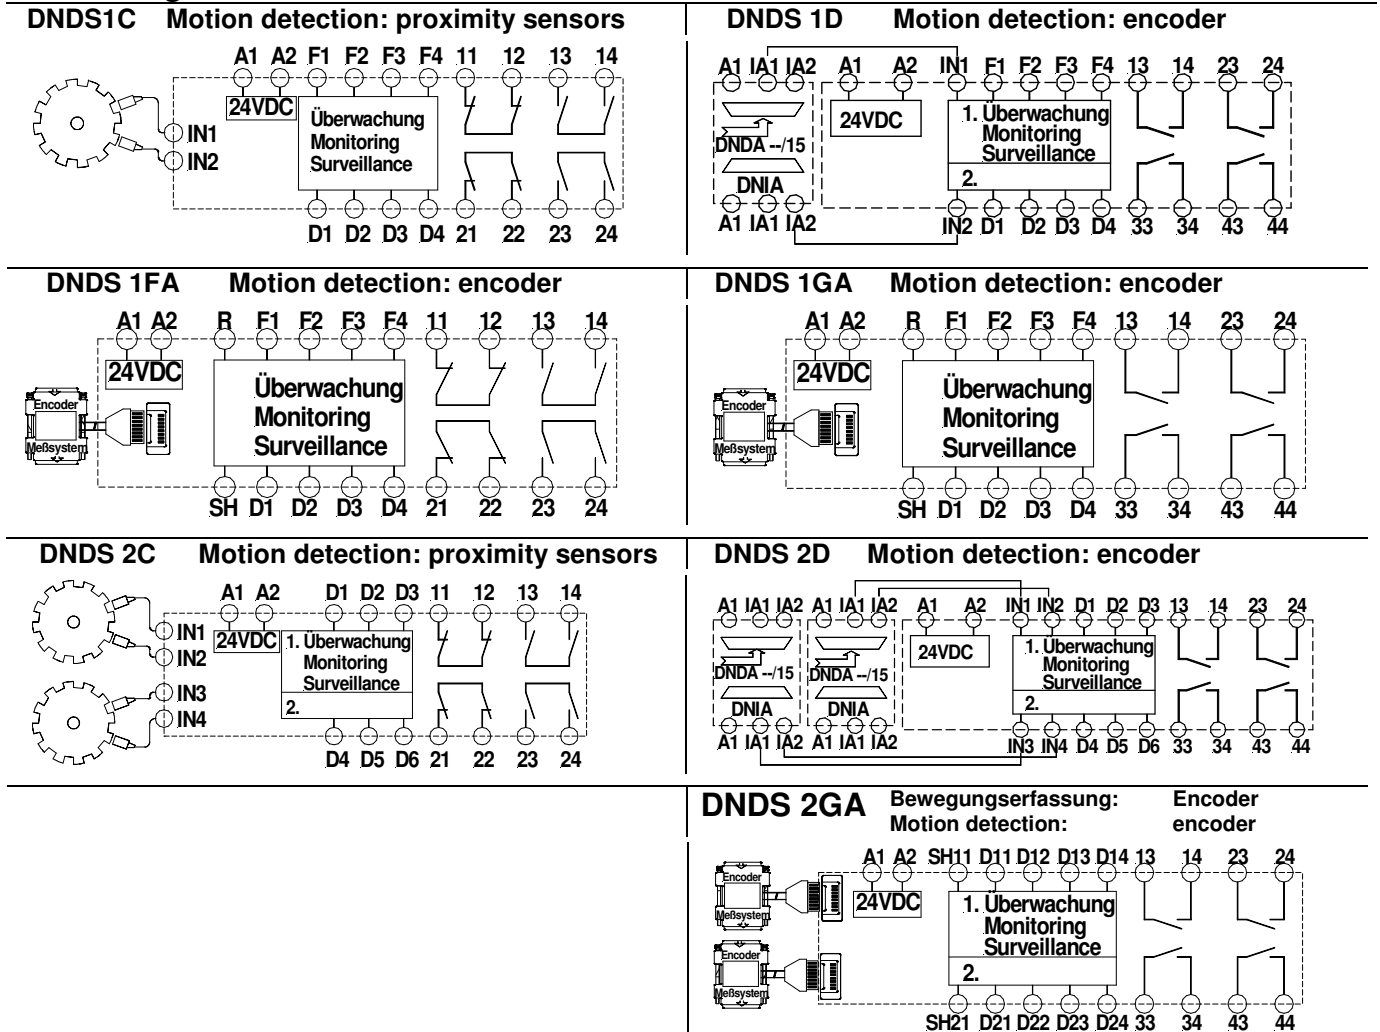 DNDS1C Motion detection: proximity sensors
A1 A2 F1 F2 F3 F4 11 12 13 14
24VDC
Überwachung
Monitoring
Surveillance
IN1
IN2
D1 D2 D3 D4 21 22 23 24
DNDS 1D Motion detection: encoder
A1 IA1 IA2 A1 A2 IN1 F1 F2 F3 F4 13 14 23 24
24VDC
1. Überwachung
Monitoring
Surveillance
2.
DNDA --/15
DNIA
A1 IA1 IA2 IN2 D1 D2 D3 D4 33 34 43 44
DNDS 1FA Motion detection: encoder
A1 A2 R F1 F2 F3 F4 11 12 13 14
24VDC
Überwachung
Monitoring
Surveillance
Encoder
Meßsystem
SH D1 D2 D3 D4 21 22 23 24
DNDS 1GA Motion detection: encoder
A1 A2 R F1 F2 F3 F4 13 14 23 24
24VDC
Überwachung
Monitoring
Surveillance
Encoder
Meßsystem
SH D1 D2 D3 D4 33 34 43 44
DNDS 2C Motion detection: proximity sensors
A1 A2 D1 D2 D3 11 12 13 14
IN1
IN2
IN3
IN4
24VDC
1. Überwachung
Monitoring
Surveillance
2.
D4 D5 D6 21 22 23 24
DNDS 2D Motion detection: encoder
A1 IA1 IA2 A1 IA1 IA2 A1 A2 IN1 IN2 D1 D2 D3 13 14 23 24
24VDC
1. Überwachung
Monitoring
Surveillance
2.
DNDA --/15 DNDA --/15
DNIA DNIA
A1 IA1 IA2 A1 IA1 IA2 IN3 IN4 D4 D5 D6 33 34 43 44
DNDS 2GA Bewegungserfassung: Encoder
Motion detection: encoder
A1 A2 SH11 D11 D12 D13 D14 13 14 23 24
Encoder
Meßsystem
24VDC
1. Überwachung
Monitoring
Surveillance
2.
Encoder
Meßsystem
SH21 D21 D22 D23 D24 33 34 43 44